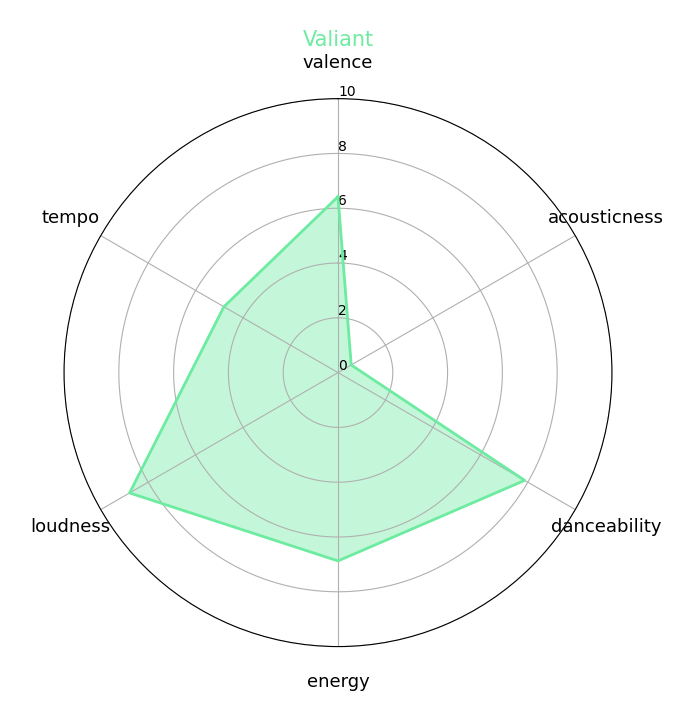 Valiant
valence
10
8
tempo
6
acousticness
4
2
0
loudness
danceability
energy